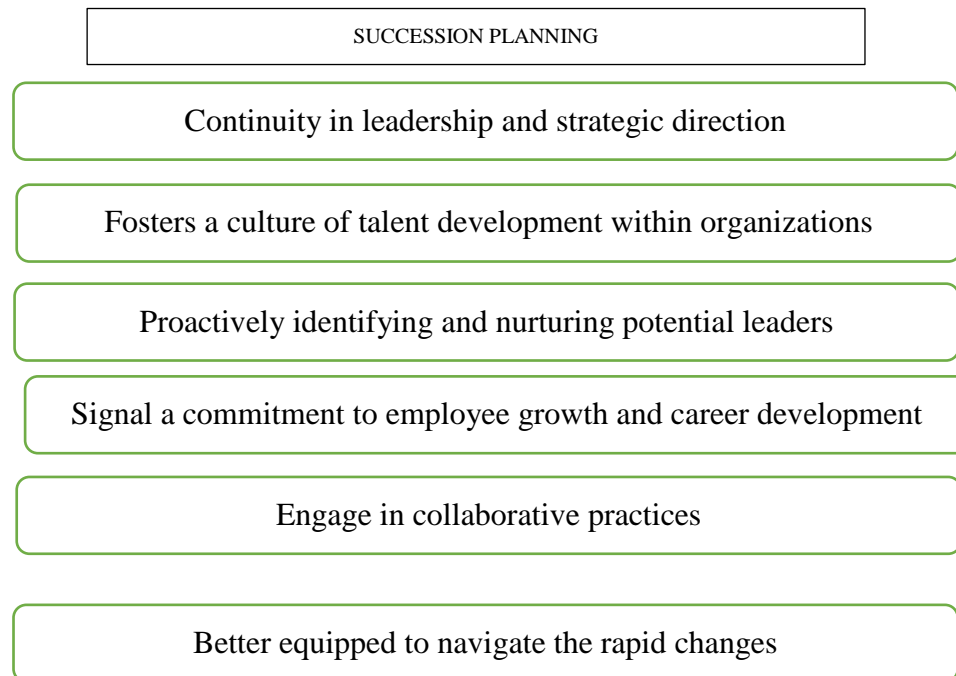 SUCCESSION PLANNING
Continuity in leadership and strategic direction
Fosters a culture of talent development within organizations
Proactively identifying and nurturing potential leaders
Signal a commitment to employee growth and career development
Engage in collaborative practices
Better equipped to navigate the rapid changes